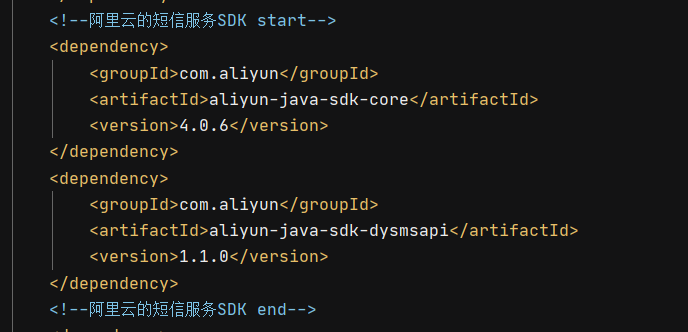 <!--阿里云的短信服务SDK start-->
<dependency>
<groupId>com.aliyun</groupId>
<artifactId>aliyun-java-sdk-core</artifactId>
<version>4.0.6</version>
</dependency>
<dependency>
<groupId>com.aliyun</groupId>
<artifactId>aliyun-java-sdk-dysmsapi</artifactId>
<version>1.1.0</version>
</dependency>
<!--阿里云的短信服务SDK end-->